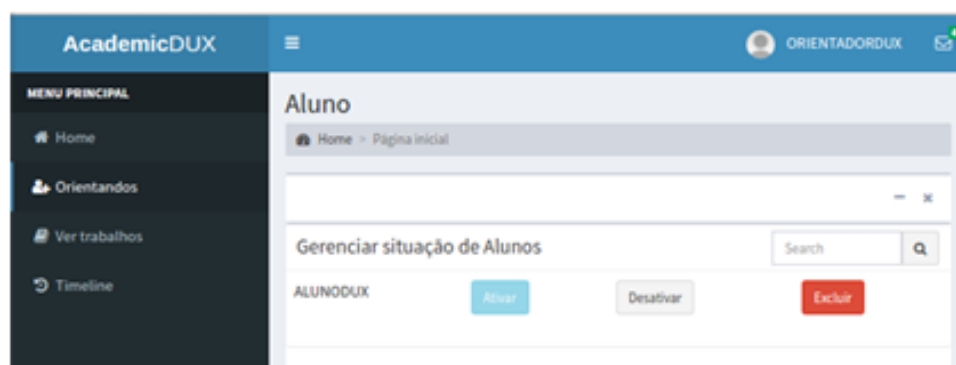 AcademicDUX
ORIENTADORDUX
MENU PRINCIPAL
Home
Orientandos
Ver trabalhos
Timeline
Aluno
Home > Página inicial
Gerenciar situação de Alunos
Search
ALUNODUX
Ativar
Desativar
Excluir